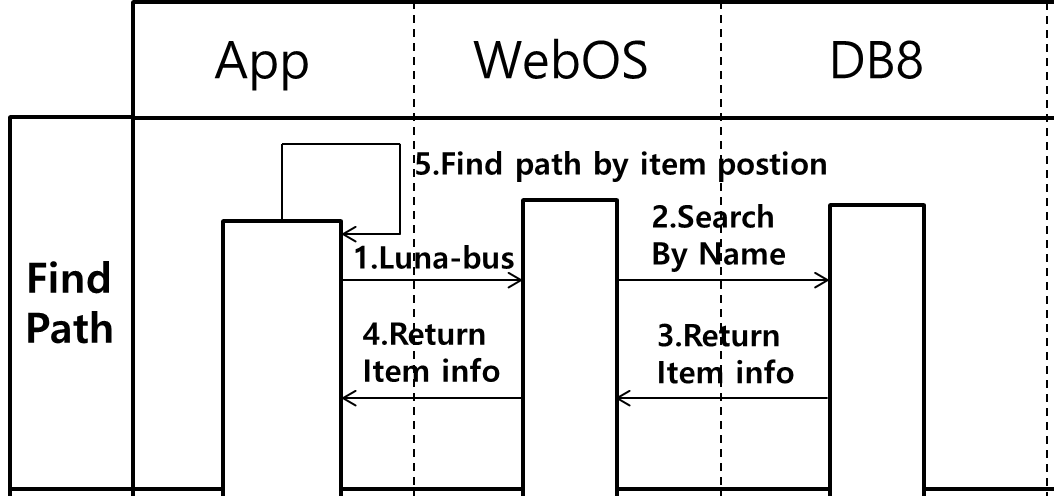 App
WebOS
DB8
5.Find path by item postion
1.Luna-bus
2.Search
By Name
Find
Path
4.Return
Item info
3.Return
Item info